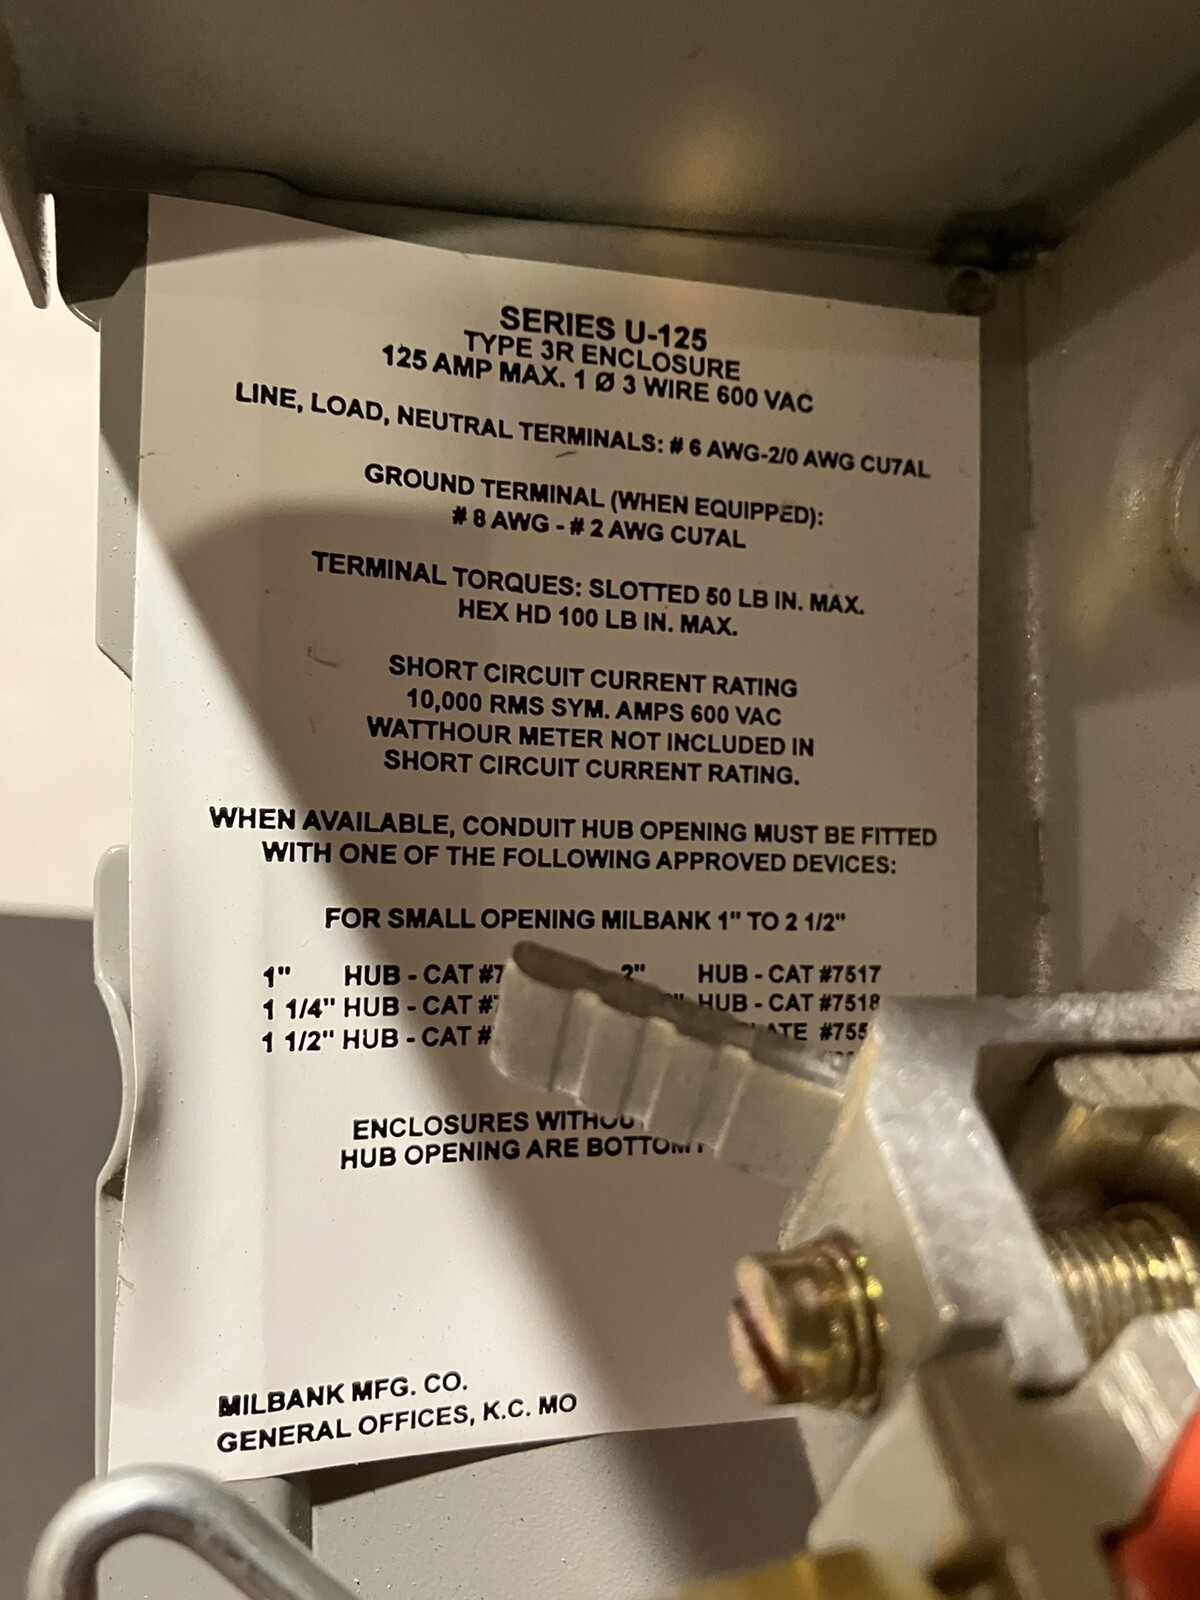 SERIES U-125
TYPE 3R ENCLOSURE
125 AMP MAX. 1 Ø 3 WIRE 600 VAC
LINE, LOAD, NEUTRAL TERMINALS: # 6 AWG-2/0 AWG CU7AL
GROUND TERMINAL (WHEN EQUIPPED):
# 8 AWG - # 2 AWG CU7AL
TERMINAL TORQUES: SLOTTED 50 LB IN. MAX.
HEX HD 100 LB IN. MAX.
SHORT CIRCUIT CURRENT RATING
10,000 RMS SYM. AMPS 600 VAC
WATTHOUR METER NOT INCLUDED IN
SHORT CIRCUIT CURRENT RATING.
WHEN AVAILABLE, CONDUIT HUB OPENING MUST BE FITTED
WITH ONE OF THE FOLLOWING APPROVED DEVICES:
FOR SMALL OPENING MILBANK 1" TO 2 1/2"
1" HUB - CAT 2" HUB - CAT #7517
1 1/4" HUB - CAT HUB - CAT #7518
1 1/2" HUB - CAT
ENCLOSURES
HUB OPENING ARE
MILBANK MFG. CO.
GENERAL OFFICES, K.C. MO